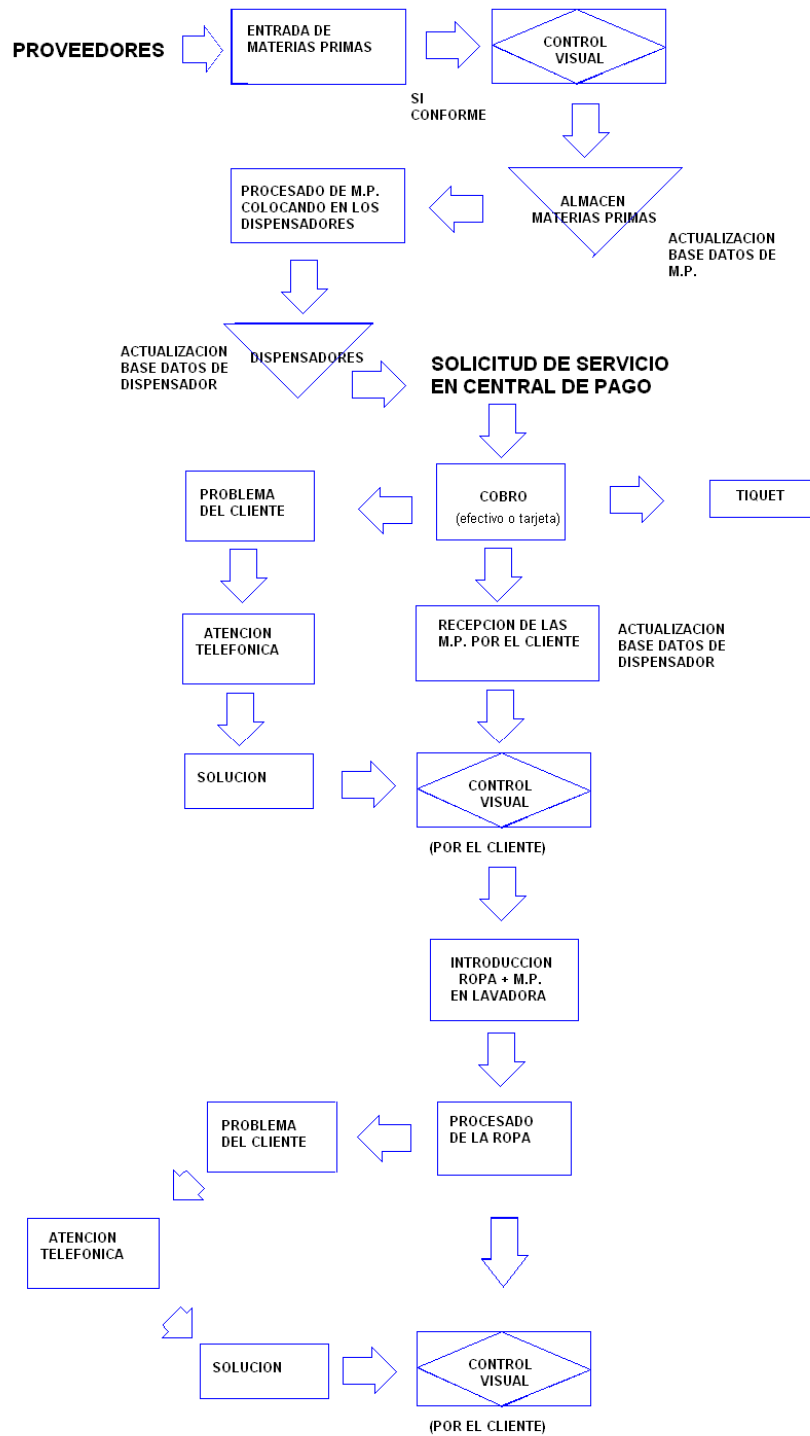 PROVEEDORES
ENTRADA DE
MATERIAS PRIMAS
CONTROL
VISUAL
SI
CONFORME
PROCESADO DE M.P.
COLOCANDO EN LOS
DISPENSADORES
ALMACEN
MATERIAS PRIMAS
ACTUALIZACION
BASE DATOS DE
M.P.
ACTUALIZACION
BASE DATOS DE
DISPENSADOR
DISPENSADORES
SOLICITUD DE SERVICIO
EN CENTRAL DE PAGO
PROBLEMA
DEL CLIENTE
COBRO
(efectivo o tarjeta)
TIQUET
ATENCION
TELEFONICA
RECEPCION DE LAS
M.P. POR EL CLIENTE
ACTUALIZACION
BASE DATOS DE
DISPENSADOR
SOLUCION
CONTROL
VISUAL
(POR EL CLIENTE)
INTRODUCCION
ROPA + M.P.
EN LAVADORA
PROBLEMA
DEL CLIENTE
PROCESADO
DE LA ROPA
ATENCION
TELEFONICA
SOLUCION
CONTROL
VISUAL
(POR EL CLIENTE)